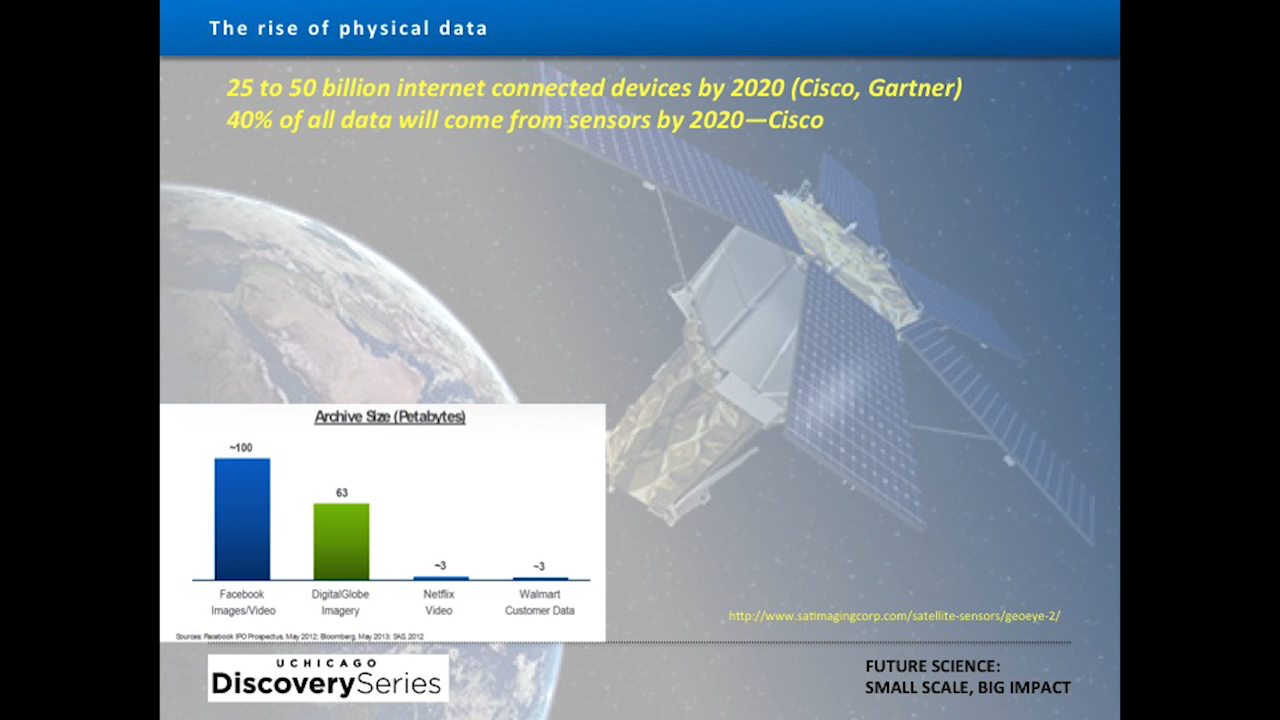 The rise of physical data
25 to 50 billion internet connected devices by 2020 (Cisco, Gartner)
40% of all data will come from sensors by 2020—Cisco
Archive Size (Petabytes)
~100
63
~3
~3
Facebook Images/Video
DigitalGlobe Imagery
Netflix Video
Walmart Customer Data
Sources: Facebook IPO Prospectus, May 2012; Bloomberg, May 2013; SAS, 2012
http://www.satimagingcorp.com/satellite-sensors/geoeye-2/
UCHICAGO
DiscoverySeries
FUTURE SCIENCE:
SMALL SCALE, BIG IMPACT